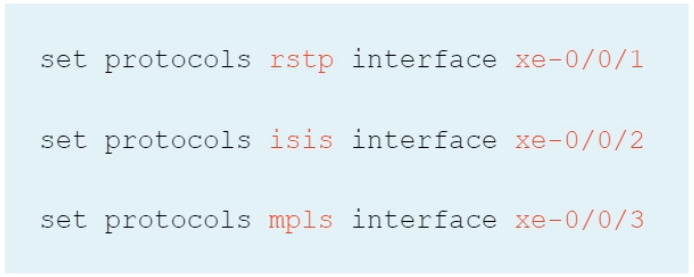 set protocols rstp interface xe-0/0/1
set protocols isis interface xe-0/0/2
set protocols mpls interface xe-0/0/3